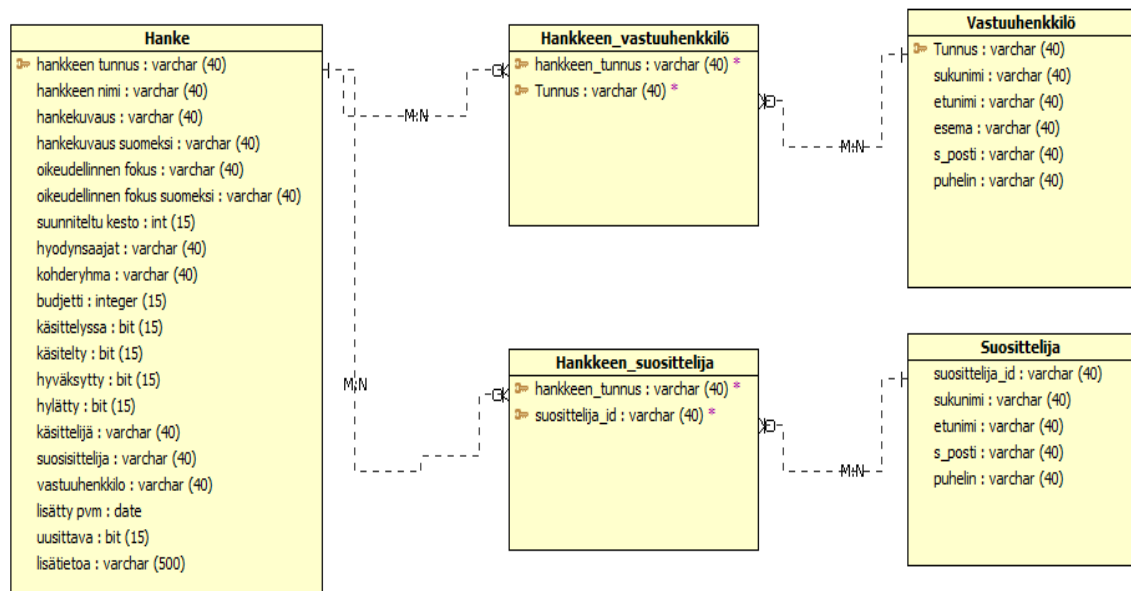 Hanke
hankkeen tunnus : varchar (40)
hankkeen nimi : varchar (40)
hankekuvaus : varchar (40)
hankekuvaus suomeksi : varchar (40)
oikeudellinen fokus : varchar (40)
oikeudellinen fokus suomeksi : varchar (40)
suunniteltu kesto : int (15)
hyodynsaajat : varchar (40)
kohderyhma : varchar (40)
budjetti : integer (15)
käsittelyssa : bit (15)
käsitelty : bit (15)
hyväksytty : bit (15)
hylätty : bit (15)
käsittelijä : varchar (40)
suosisittelija : varchar (40)
vastuuhenkkilo : varchar (40)
lisätty pvm : date
uusittava : bit (15)
lisätietoa : varchar (500)
M:N
M:N
Hankkeen_vastuuhenkkilö
hankkeen_tunnus : varchar (40) *
Tunnus : varchar (40) *
Hankkeen_suosittelija
hankkeen_tunnus : varchar (40) *
suosittelija_id : varchar (40) *
M:N
M:N
Vastuuhenkkilö
Tunnus : varchar (40)
sukunimi : varchar (40)
etunimi : varchar (40)
esema : varchar (40)
s_posti : varchar (40)
puhelin : varchar (40)
Suosittelija
suosittelija_id : varchar (40)
sukunimi : varchar (40)
etunimi : varchar (40)
s_posti : varchar (40)
puhelin : varchar (40)